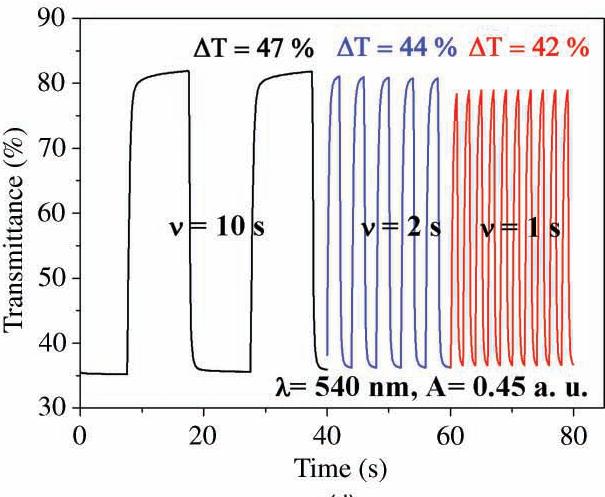 90
ΔT = 47 % ΔT = 44 % ΔT = 42 %
80
70
60
ν = 10 s ν = 2 s ν = 1 s
50
40
λ= 540 nm, A= 0.45 a. u.
30
0 20 40 60 80
Transmittance (%)
Time (s)